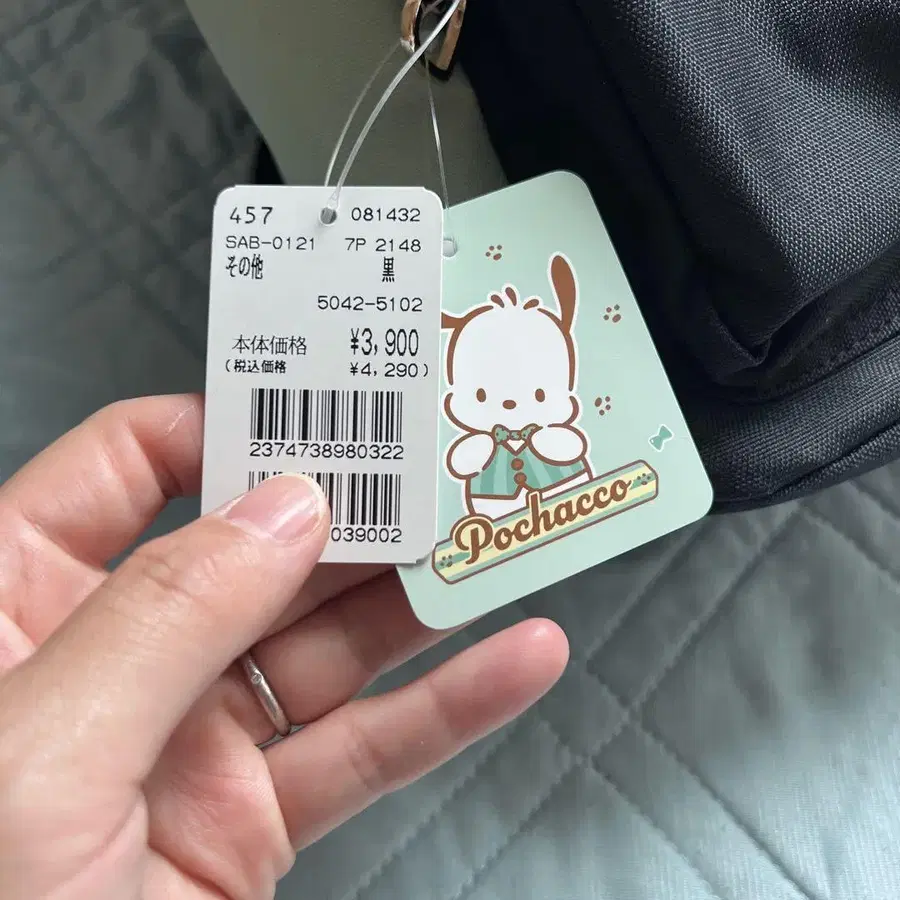 457 081432
SAB-0121 7P 2148
その他 黒
5042-5102
本体価格 ¥3,900
(税込価格 ¥4,290)
2374738980322
039002
Pochacco